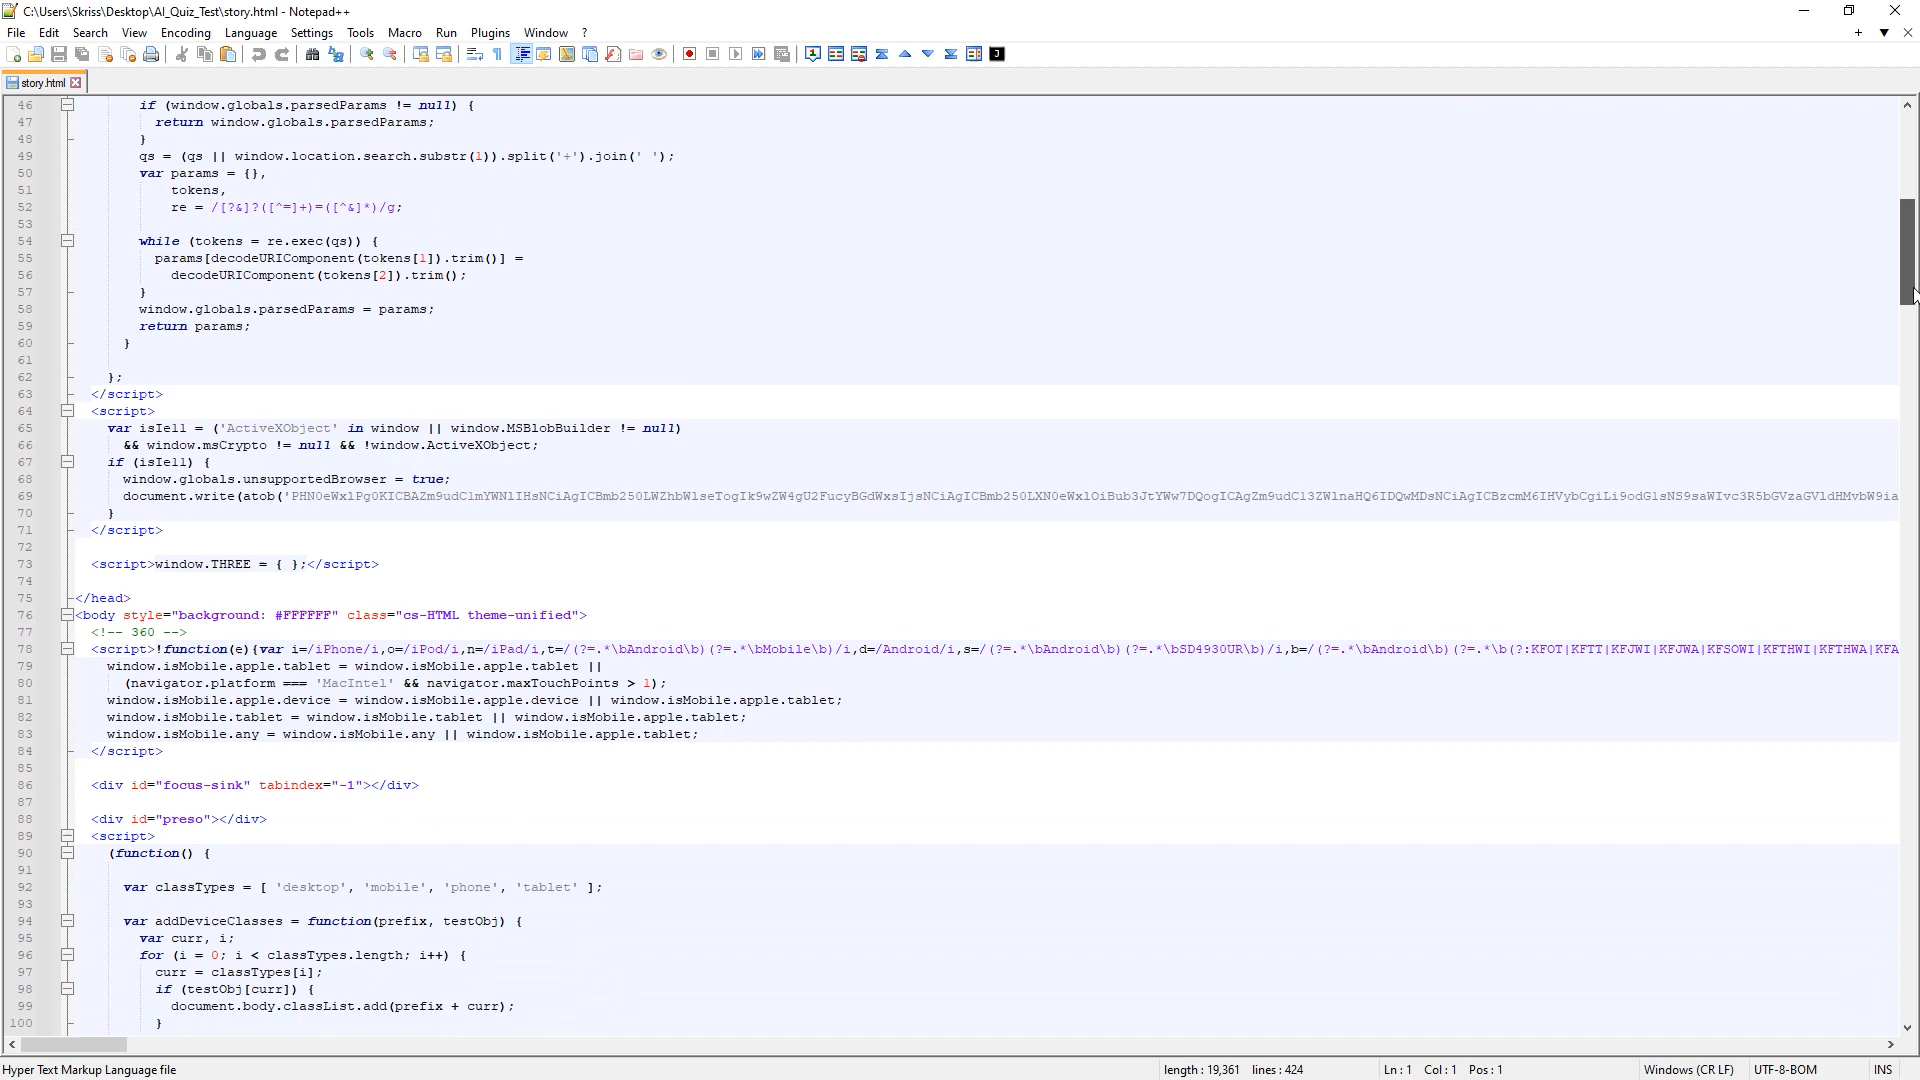 C:\Users\Skriss\Desktop\AI_Quiz_Test\story.html - Notepad++
File Edit Search View Encoding Language Settings Tools Macro Run Plugins Window ?
story.html
46 if (window.globals.parsedParams != null) {
47 return window.globals.parsedParams;
48 }
49 qs = (qs || window.location.search.substr(1)).split('+').join(' ');
50 var params = {},
51 tokens,
52 re = /[?&]?([^=]+)=([^&]*)/g;
53
54 while (tokens = re.exec(qs)) {
55 params[decodeURIComponent(tokens[1]).trim()] =
56 decodeURIComponent(tokens[2]).trim();
57 }
58 window.globals.parsedParams = params;
59 return params;
60 }
61
62 };
63 </script>
64 <script>
65 var isIe11 = ('ActiveXObject' in window || window.MSBlobBuilder != null)
66 && window.msCrypto != null && !window.ActiveXObject;
67 if (isIe11) {
68 window.globals.unsupportedBrowser = true;
69 document.write(atob('
70 }
71 </script>
72
73 <script>window.THREE = { };</script>
74
75 </head>
76 <body style="background: #FFFFFF" class="cs-HTML theme-unified">
77 <!-- 360 -->
78 <script>!function(e){var i=/iPhone/i,o=/iPod/i,n=/iPad/i,t=/(?=.*\bAndroid\b)(?=.*\bMobile\b)/i,d=/Android/i,s=/(?=.*\bAndroid\b)(?=.*\bSD4930UR\b)/i,b=/(?=.*\bAndroid\b)(?=.*\b(?:KFOT|KFTT|KFJWI|KFJWA|KFSOWI|KFTHWI|KFTHWA|KFA
79 window.isMobile.apple.tablet = window.isMobile.apple.tablet ||
80 (navigator.platform === 'MacIntel' && navigator.maxTouchPoints > 1);
81 window.isMobile.apple.device = window.isMobile.apple.device || window.isMobile.apple.tablet;
82 window.isMobile.tablet = window.isMobile.tablet || window.isMobile.apple.tablet;
83 window.isMobile.any = window.isMobile.any || window.isMobile.apple.tablet;
84 </script>
85
86 <div id="focus-sink" tabindex="-1"></div>
87
88 <div id="preso"></div>
89 <script>
90 (function() {
91
92 var classTypes = [ 'desktop', 'mobile', 'phone', 'tablet' ];
93
94 var addDeviceClasses = function(prefix, testObj) {
95 var curr, i;
96 for (i = 0; i < classTypes.length; i++) {
97 curr = classTypes[i];
98 if (testObj[curr]) {
99 document.body.classList.add(prefix + curr);
100 }
Hyper Text Markup Language file length : 19,361 lines : 424 Ln : 1 Col : 1 Pos : 1 Windows (CR LF) UTF-8-BOM INS